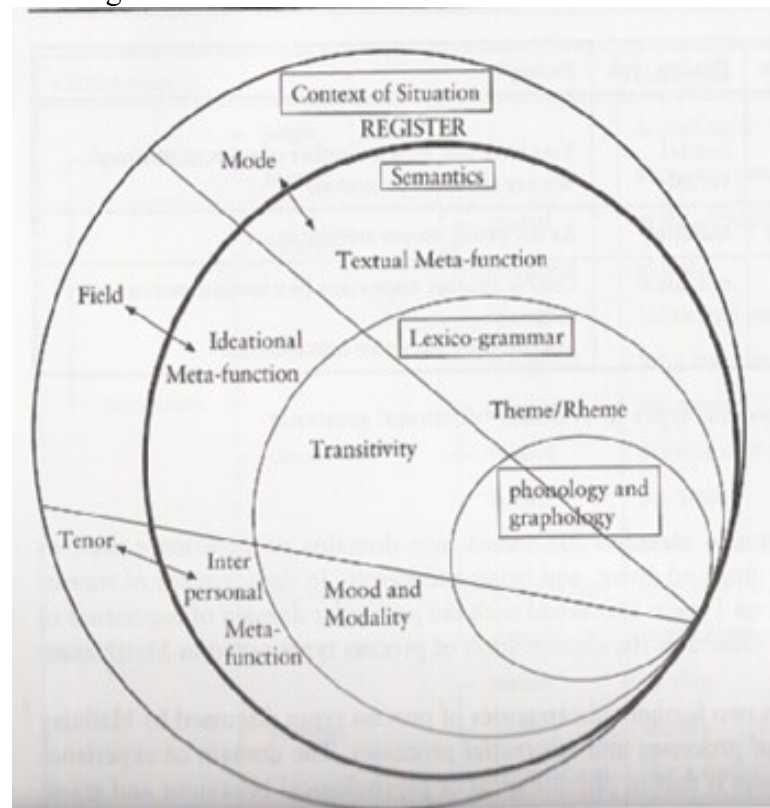 Context of Situation
REGISTER
Mode
Semantics
Textual Meta-function
Field
Lexico-grammar
Ideational
Meta-function
Theme/Rheme
Transitivity
phonology and
graphology
Tenor
Inter
personal
Mood and
Modality
Meta-
function